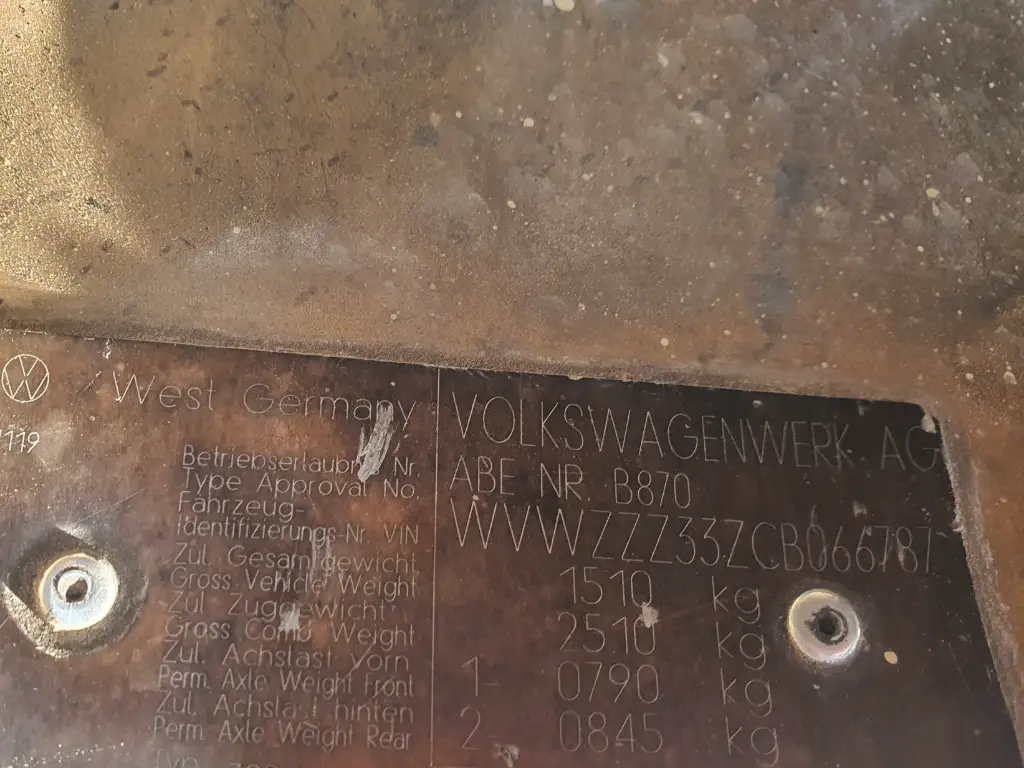 West Germany
VOLKSWAGENWERK AG
119
Betriebserlaubn Nr.
Type Approval No.
ABE NR B870
Fahrzeug-
Identifizierungs-Nr. VIN
WVWZZZ33ZCB066787
Zul. Gesamtgewicht
Gross Vehicle Weight
1510 kg
Zul. Zuggewicht
Gross Comb. Weight
2510 kg
Zul. Achslast vorn
Perm. Axle Weight Front
1- 0790 kg
Zul. Achslast hinten
Perm. Axle Weight Rear
2- 0845 kg